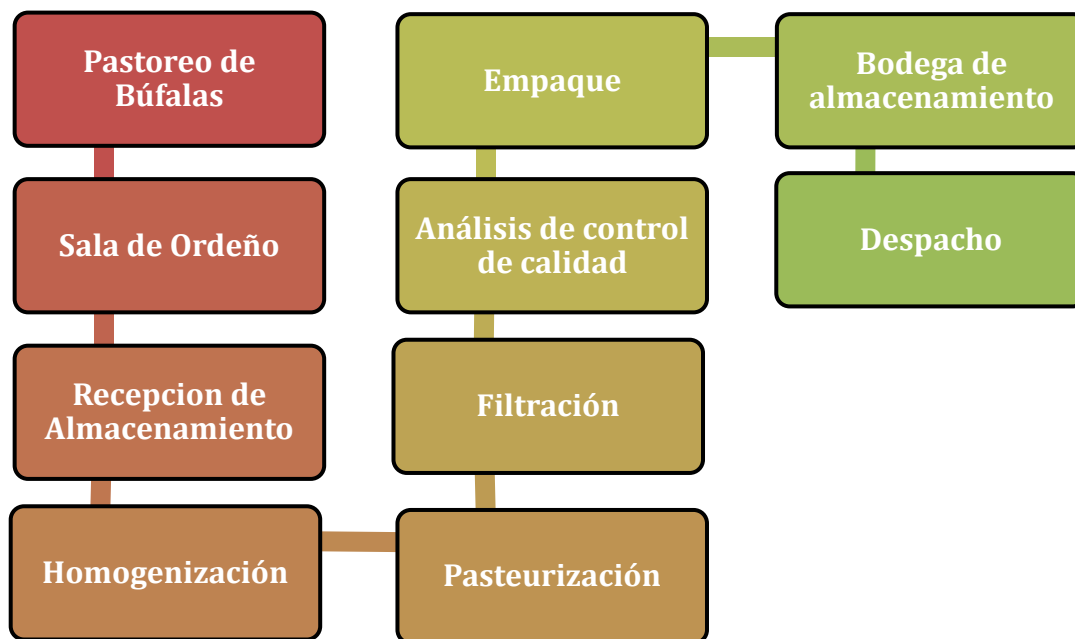 Pastoreo de
Búfalas
Sala de Ordeño
Recepcion de
Almacenamiento
Homogenización
Pasteurización
Filtración
Análisis de control
de calidad
Empaque
Bodega de
almacenamiento
Despacho